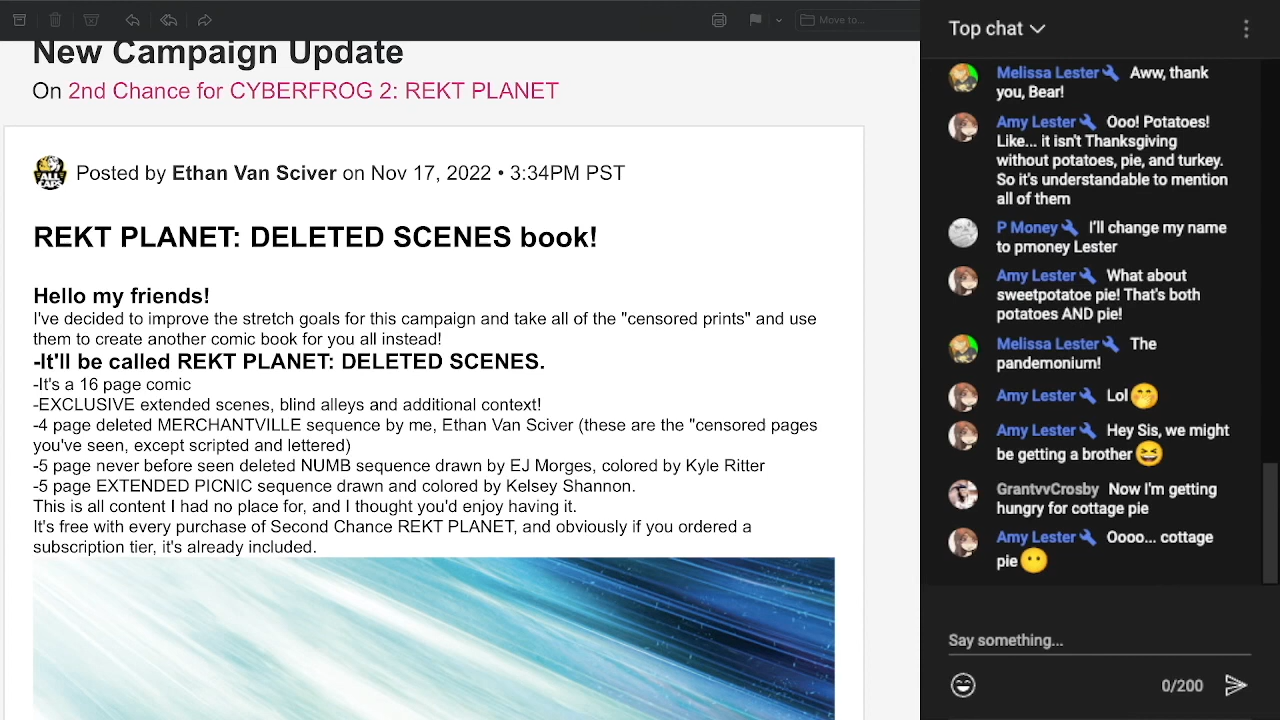 Move to...
New Campaign Update
On 2nd Chance for CYBERFROG 2: REKT PLANET
ALL CAPS
Posted by Ethan Van Sciver on Nov 17, 2022 • 3:34PM PST
REKT PLANET: DELETED SCENES book!
Hello my friends!
I've decided to improve the stretch goals for this campaign and take all of the "censored prints" and use
them to create another comic book for you all instead!
-It'll be called REKT PLANET: DELETED SCENES.
-It's a 16 page comic
-EXCLUSIVE extended scenes, blind alleys and additional context!
-4 page deleted MERCHANTVILLE sequence by me, Ethan Van Sciver (these are the "censored pages
you've seen, except scripted and lettered)
-5 page never before seen deleted NUMB sequence drawn by EJ Morges, colored by Kyle Ritter
-5 page EXTENDED PICNIC sequence drawn and colored by Kelsey Shannon.
This is all content I had no place for, and I thought you'd enjoy having it.
It's free with every purchase of Second Chance REKT PLANET, and obviously if you ordered a
subscription tier, it's already included.
Top chat
Melissa Lester Aww, thank
you, Bear!
Amy Lester Ooo! Potatoes!
Like... it isn't Thanksgiving
without potatoes, pie, and turkey.
So it's understandable to mention
all of them
P Money I'll change my name
to pmoney Lester
Amy Lester What about
sweetpotatoe pie! That's both
potatoes AND pie!
Melissa Lester The
pandemonium!
Amy Lester Lol🤭
Amy Lester Hey Sis, we might
be getting a brother 😆
GrantvvCrosby Now I'm getting
hungry for cottage pie
Amy Lester Oooo... cottage
pie 😶
Say something...
0/200